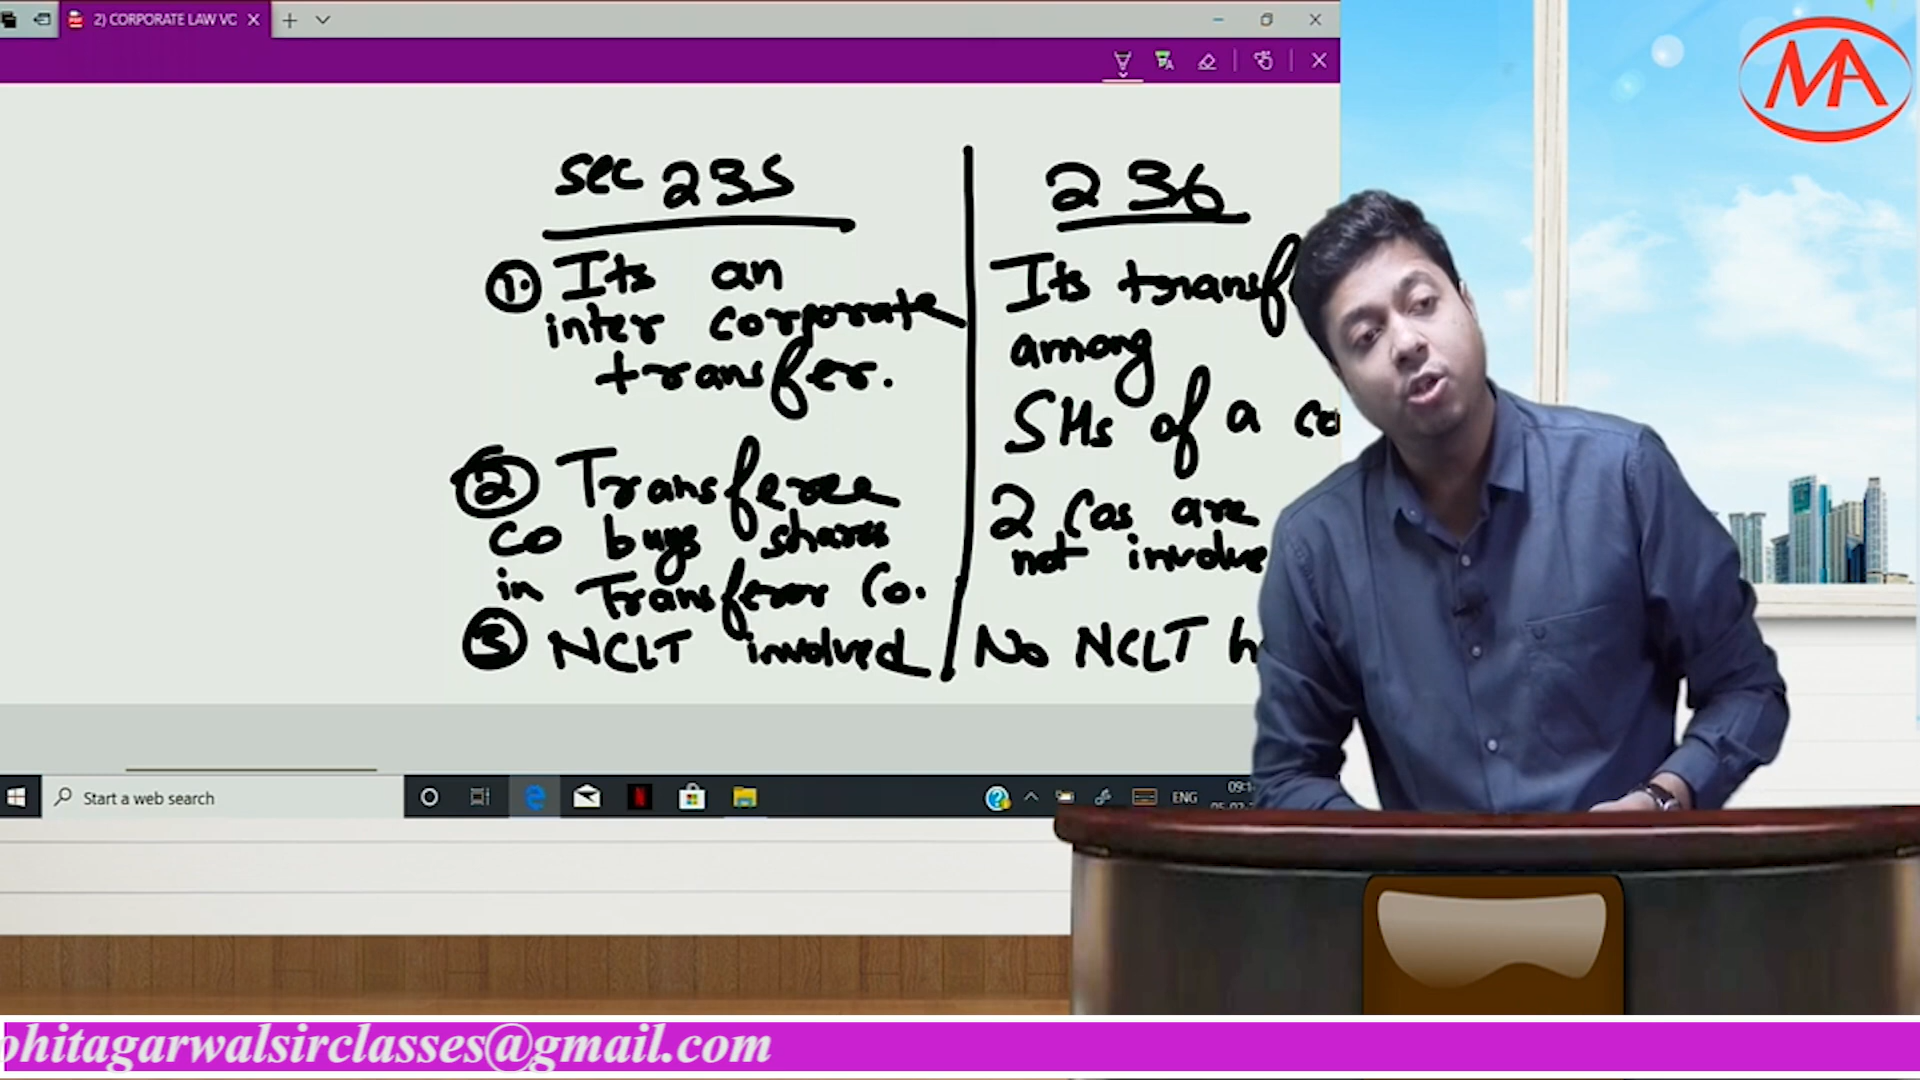 2) CORPORATE LAW VC
MA
sec 235
236
① Its an
inter corporate
transfer.
Its transf
among
SHs of a co
② Transferee
co buys shares
in Transferor Co.
2 Cos are
not involve
③ NCLT involved
No NCLT h
Start a web search
ENG
ohitagarwalsirclasses@gmail.com